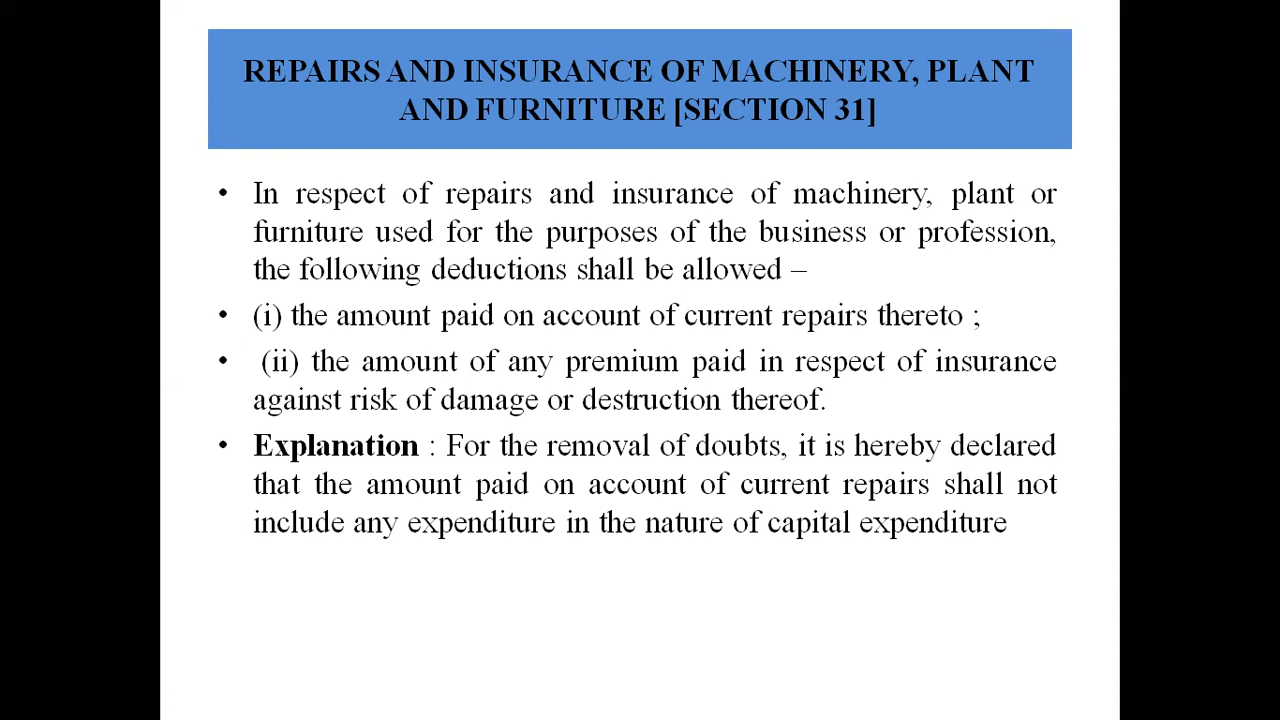 REPAIRS AND INSURANCE OF MACHINERY, PLANT
AND FURNITURE [SECTION 31]
• In respect of repairs and insurance of machinery, plant or
furniture used for the purposes of the business or profession,
the following deductions shall be allowed –
• (i) the amount paid on account of current repairs thereto ;
• (ii) the amount of any premium paid in respect of insurance
against risk of damage or destruction thereof.
• Explanation : For the removal of doubts, it is hereby declared
that the amount paid on account of current repairs shall not
include any expenditure in the nature of capital expenditure